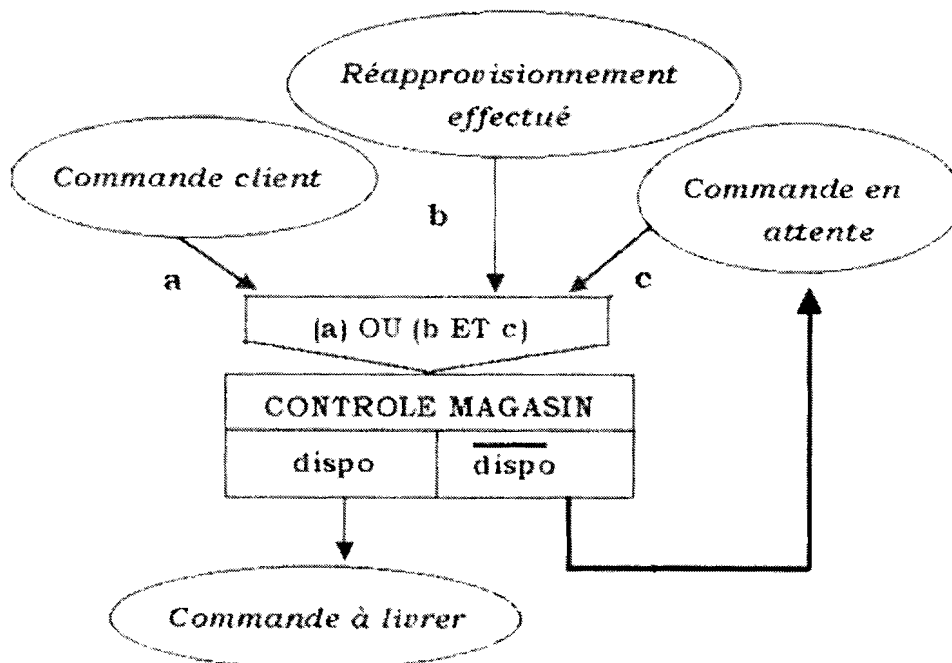 Réapprovisionnement
effectué
Commande client
Commande en
attente
b
a
c
(a) OU (b ET c)
CONTROLE MAGASIN
dispo
dispo
Commande à livrer